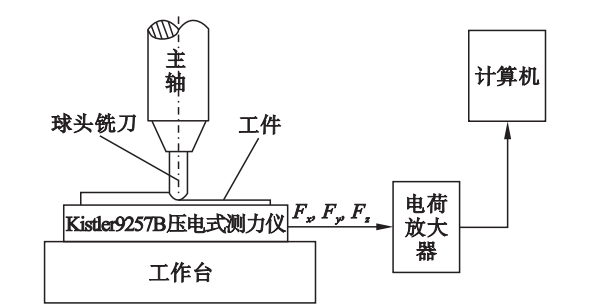 主
轴
计算机
球头铣刀
工件
Kistler9257B压电式测力仪
Fx, Fy, Fz
电荷
放大
器
工作台